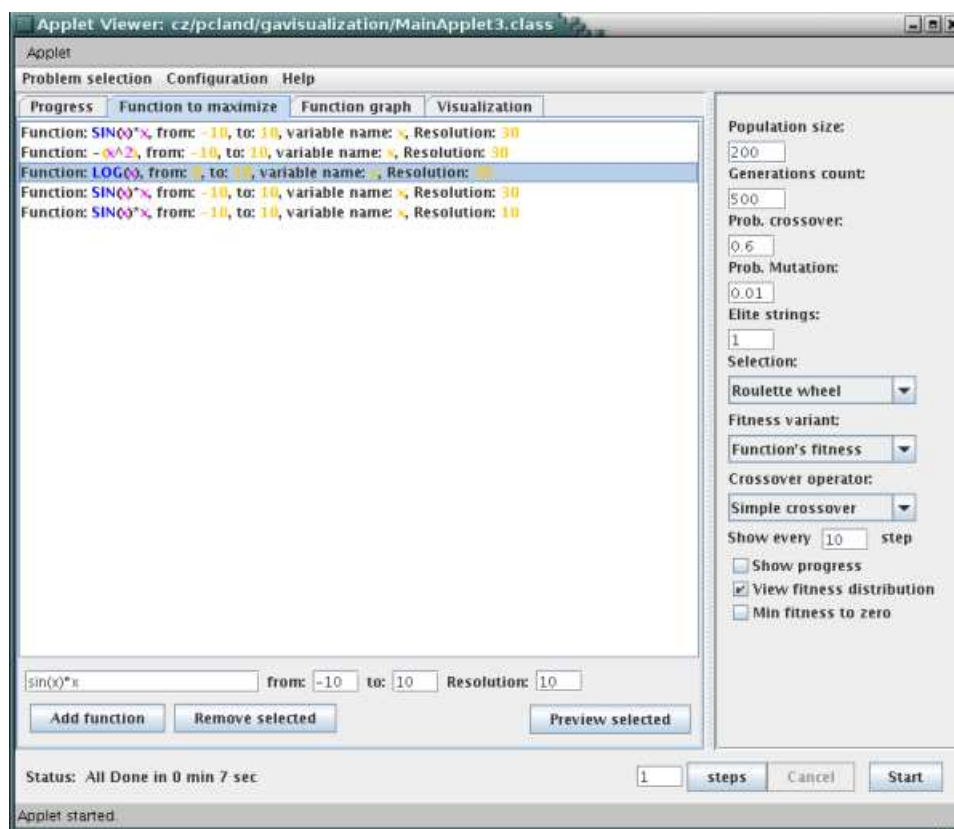 Applet Viewer: cz/pcland/gavisualization/MainApplet3.class
Applet
Problem selection Configuration Help
Progress Function to maximize Function graph Visualization
Function: SIN(x)*x, from: -10, to: 10, variable name: x, Resolution: 30
Function: -(x^2), from: -10, to: 10, variable name: x, Resolution: 30
Function: LOG(x), from: to: variable name: Resolution:
Function: SIN(x)*x, from: -10, to: 10, variable name: x, Resolution: 30
Function: SIN(x)*x, from: -10, to: 10, variable name: x, Resolution: 10
sin(x)*x from: -10 to: 10 Resolution: 10
Add function Remove selected Preview selected
Population size:
200
Generations count:
500
Prob. crossover:
0.6
Prob. Mutation:
0.01
Elite strings:
1
Selection:
Roulette wheel
Fitness variant:
Function's fitness
Crossover operator:
Simple crossover
Show every 10 step
Show progress
View fitness distribution
Min fitness to zero
Status: All Done in 0 min 7 sec 1 steps Cancel Start
Applet started.